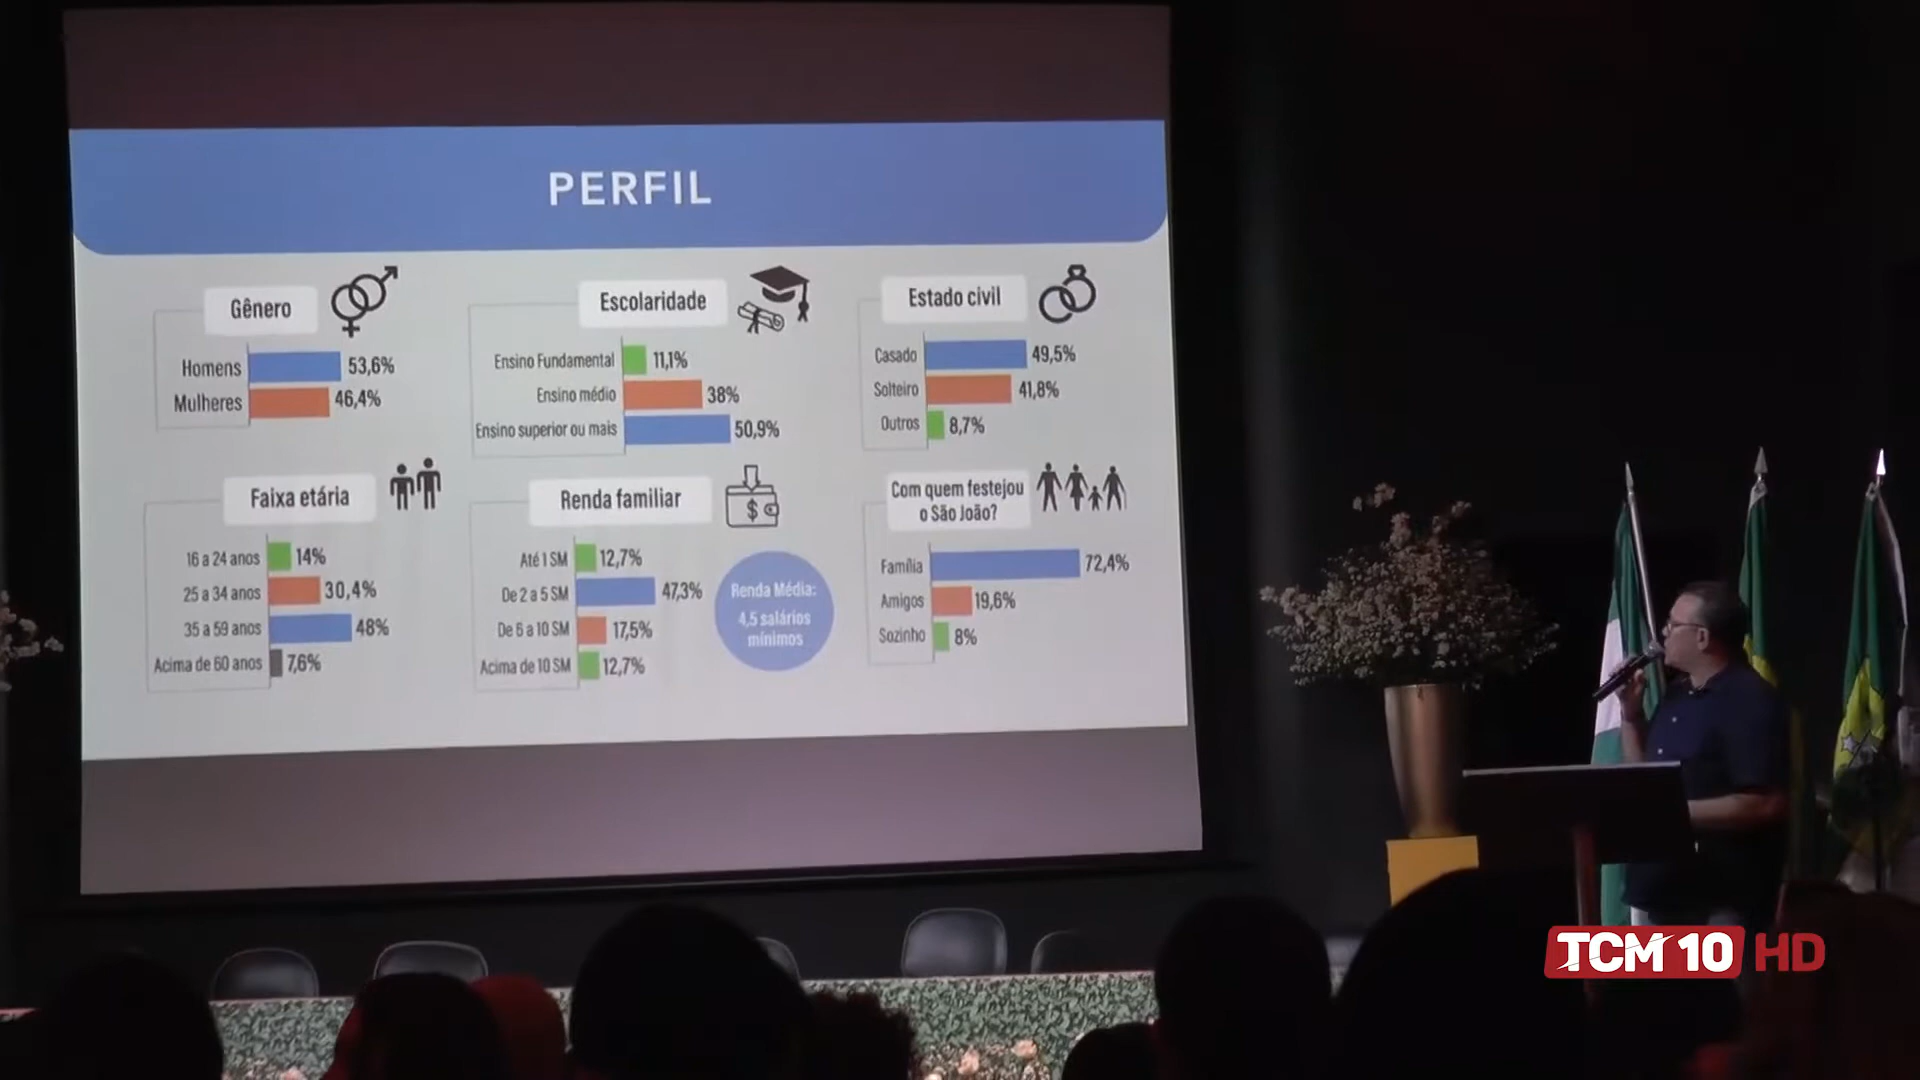 PERFIL
Gênero
Homens 53,6%
Mulheres 46,4%
Escolaridade
Ensino Fundamental 11,1%
Ensino médio 38%
Ensino superior ou mais 50,9%
Estado civil
Casado 49,5%
Solteiro 41,8%
Outros 8,7%
Faixa etária
16 a 24 anos 14%
25 a 34 anos 30,4%
35 a 59 anos 48%
Acima de 60 anos 7,6%
Renda familiar
Até 1 SM 12,7%
De 2 a 5 SM 47,3%
De 6 a 10 SM 17,5%
Acima de 10 SM 12,7%
$
Renda Média:
4,5 salários
mínimos
Com quem festejou
o São João?
Família 72,4%
Amigos 19,6%
Sozinho 8%
TCM 10 HD